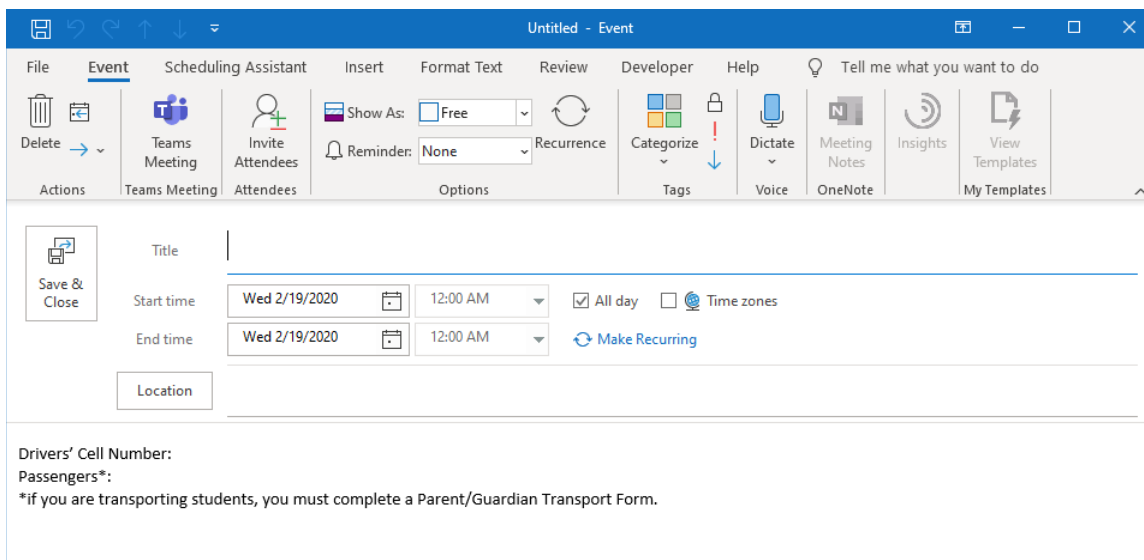 Untitled - Event
File Event Scheduling Assistant Insert Format Text Review Developer Help Tell me what you want to do
Delete
Teams Meeting
Invite Attendees
Show As: Free
Reminder: None
Recurrence
Categorize
Dictate
Meeting Notes
Insights
View Templates
Actions Teams Meeting Attendees Options Tags Voice OneNote My Templates
Save & Close
Title
Start time Wed 2/19/2020 12:00 AM All day Time zones
End time Wed 2/19/2020 12:00 AM Make Recurring
Location
Drivers' Cell Number:
Passengers*:
*if you are transporting students, you must complete a Parent/Guardian Transport Form.